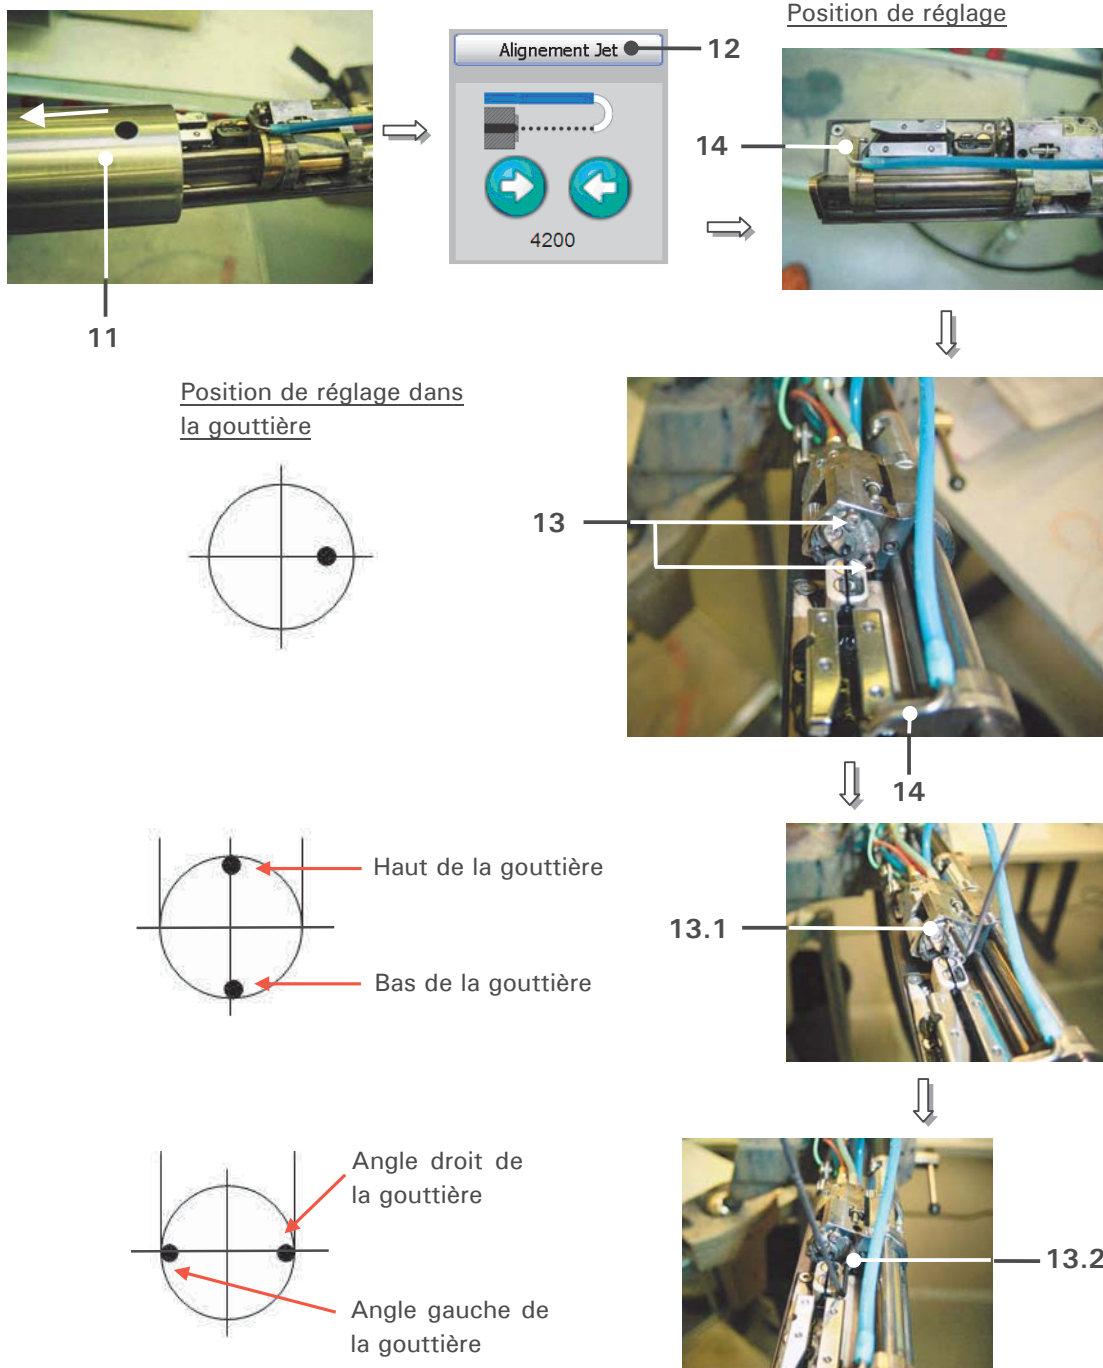 Position de réglage
Alignement Jet
12
14
4200
11
Position de réglage dans
la gouttière
13
14
Haut de la gouttière
13.1
Bas de la gouttière
Angle droit de
la gouttière
13.2
Angle gauche de
la gouttière